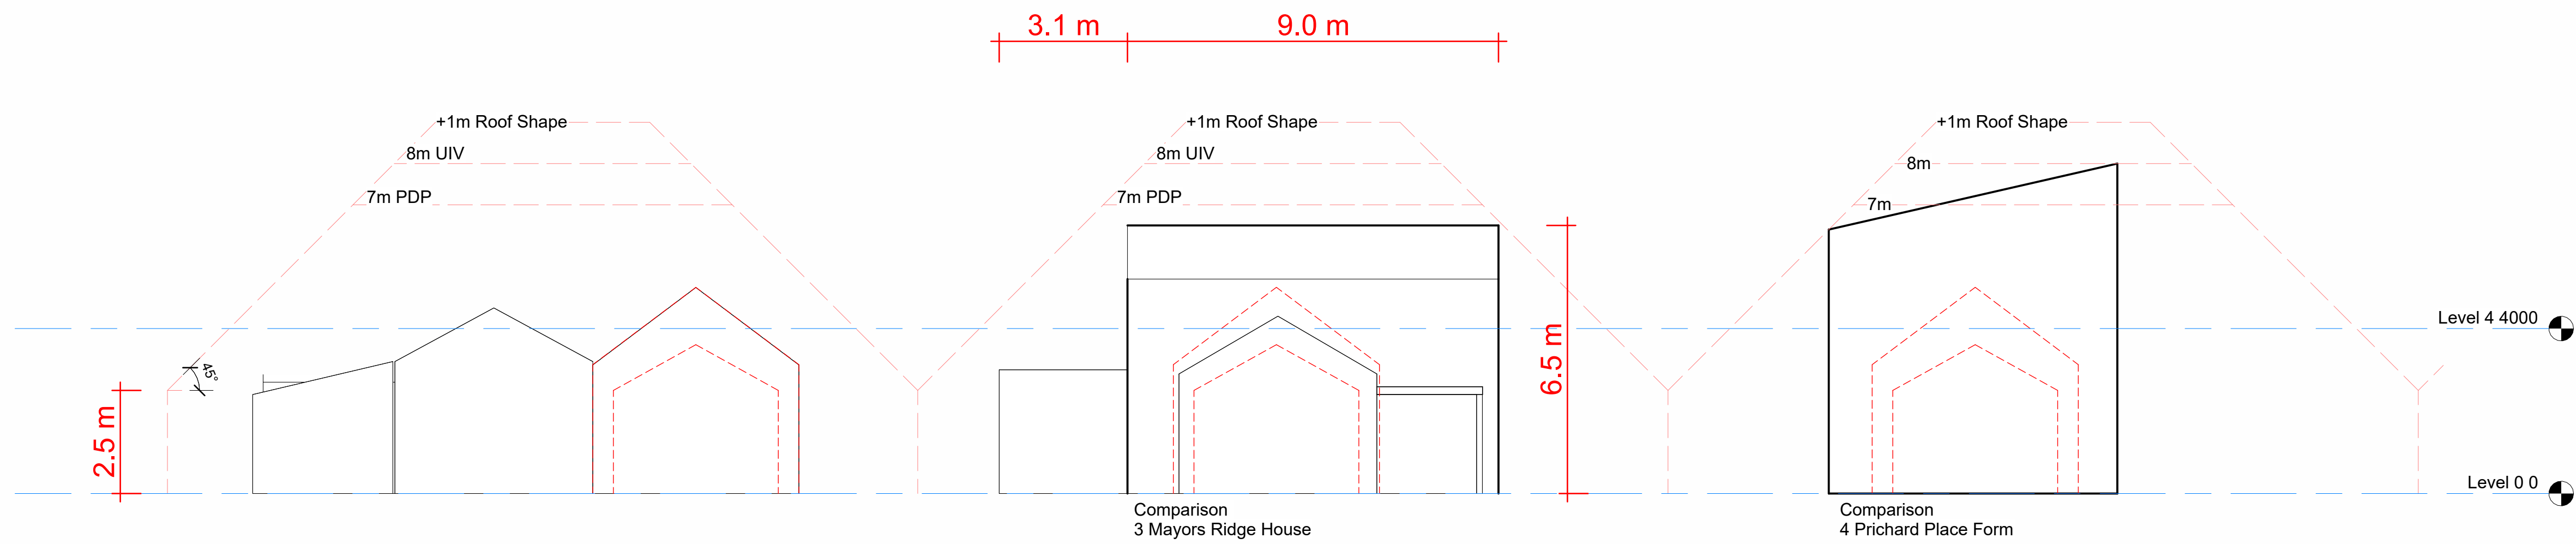 3.1 m
9.0 m
+1m Roof Shape
+1m Roof Shape
+1m Roof Shape
8m UIV
8m UIV
8m
7m PDP
7m PDP
7m
Level 4 4000
45°
2.5 m
6.5 m
Level 0 0
Comparison
3 Mayors Ridge House
Comparison
4 Prichard Place Form